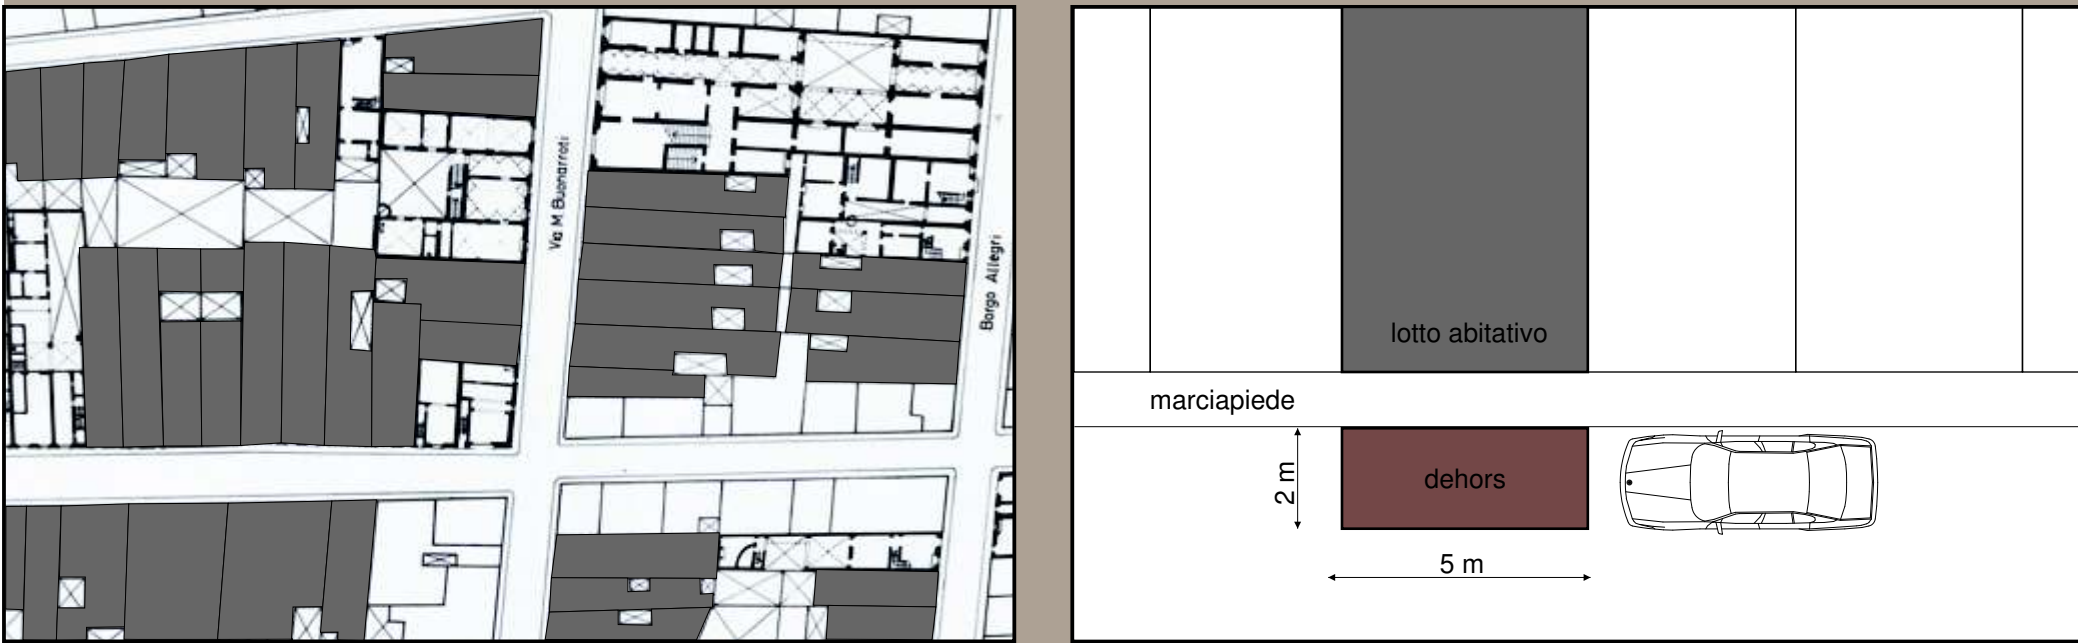 Via M Buonarroti
Borgo Allegri
lotto abitativo
marciapiede
2 m
dehors
5 m